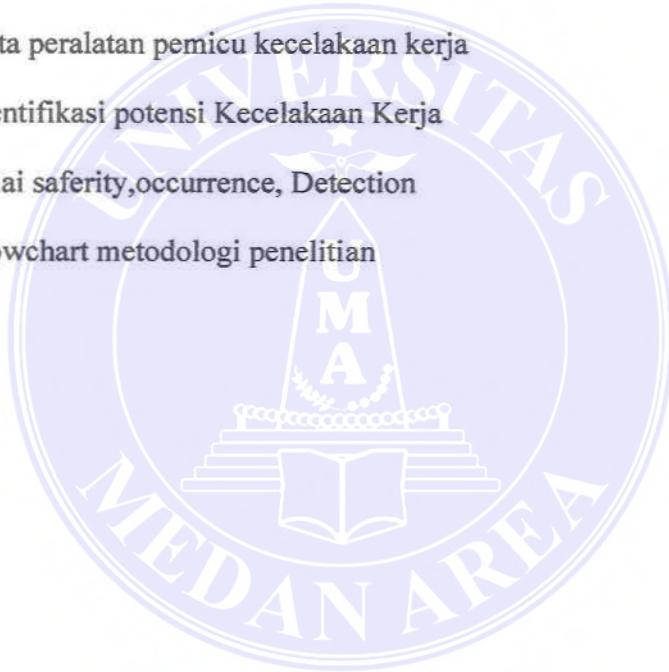 ta peralatan pemicu kecelakaan kerja
entifikasi potensi Kecelakaan Kerja
ai saferity,occurrence, Detection
owchart metodologi penelitian
UNIVERSITAS
UMA
MEDAN AREA